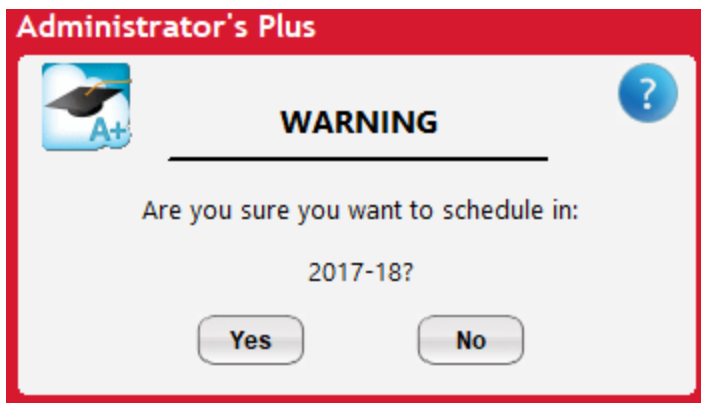 Administrator's Plus
A+
?
WARNING
Are you sure you want to schedule in:
2017-18?
Yes
No